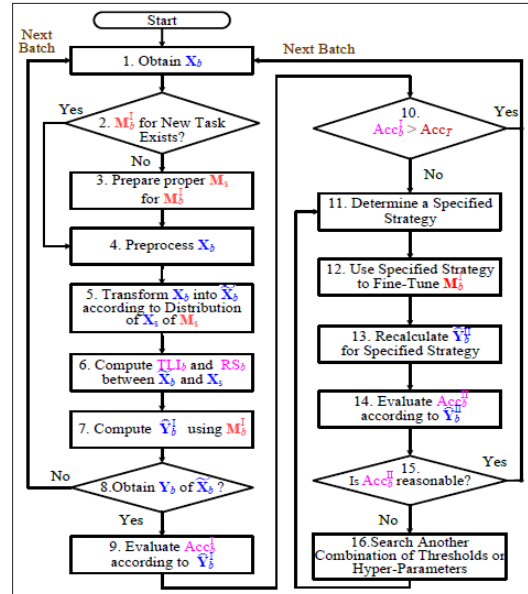 Start
Next
Batch
1. Obtain X_b
Yes
2. M_b^I for New Task
Exists?
No
3. Prepare proper M_s
for M_b^I
4. Preprocess X_b
5. Transform X_b into X̃_b
according to Distribution
of X_s of M_s
6. Compute TLI_b and RS_b
between X̃_b and X_s
7. Compute Ŷ_b^I using M_b^I
No
8.Obtain Y_b of X̃_b ?
Yes
9. Evaluate Acc_b^I
according to Ŷ_b^I
Next Batch
10.
Acc_b^I > Acc_T
Yes
No
11. Determine a Specified
Strategy
12. Use Specified Strategy
to Fine-Tune M_b^I
13. Recalculate Ŷ_b^II
for Specified Strategy
14. Evaluate Acc_b^II
according to Ŷ_b^II
15.
Is Acc_b^II reasonable?
Yes
No
16.Search Another
Combination of Thresholds or
Hyper-Parameters